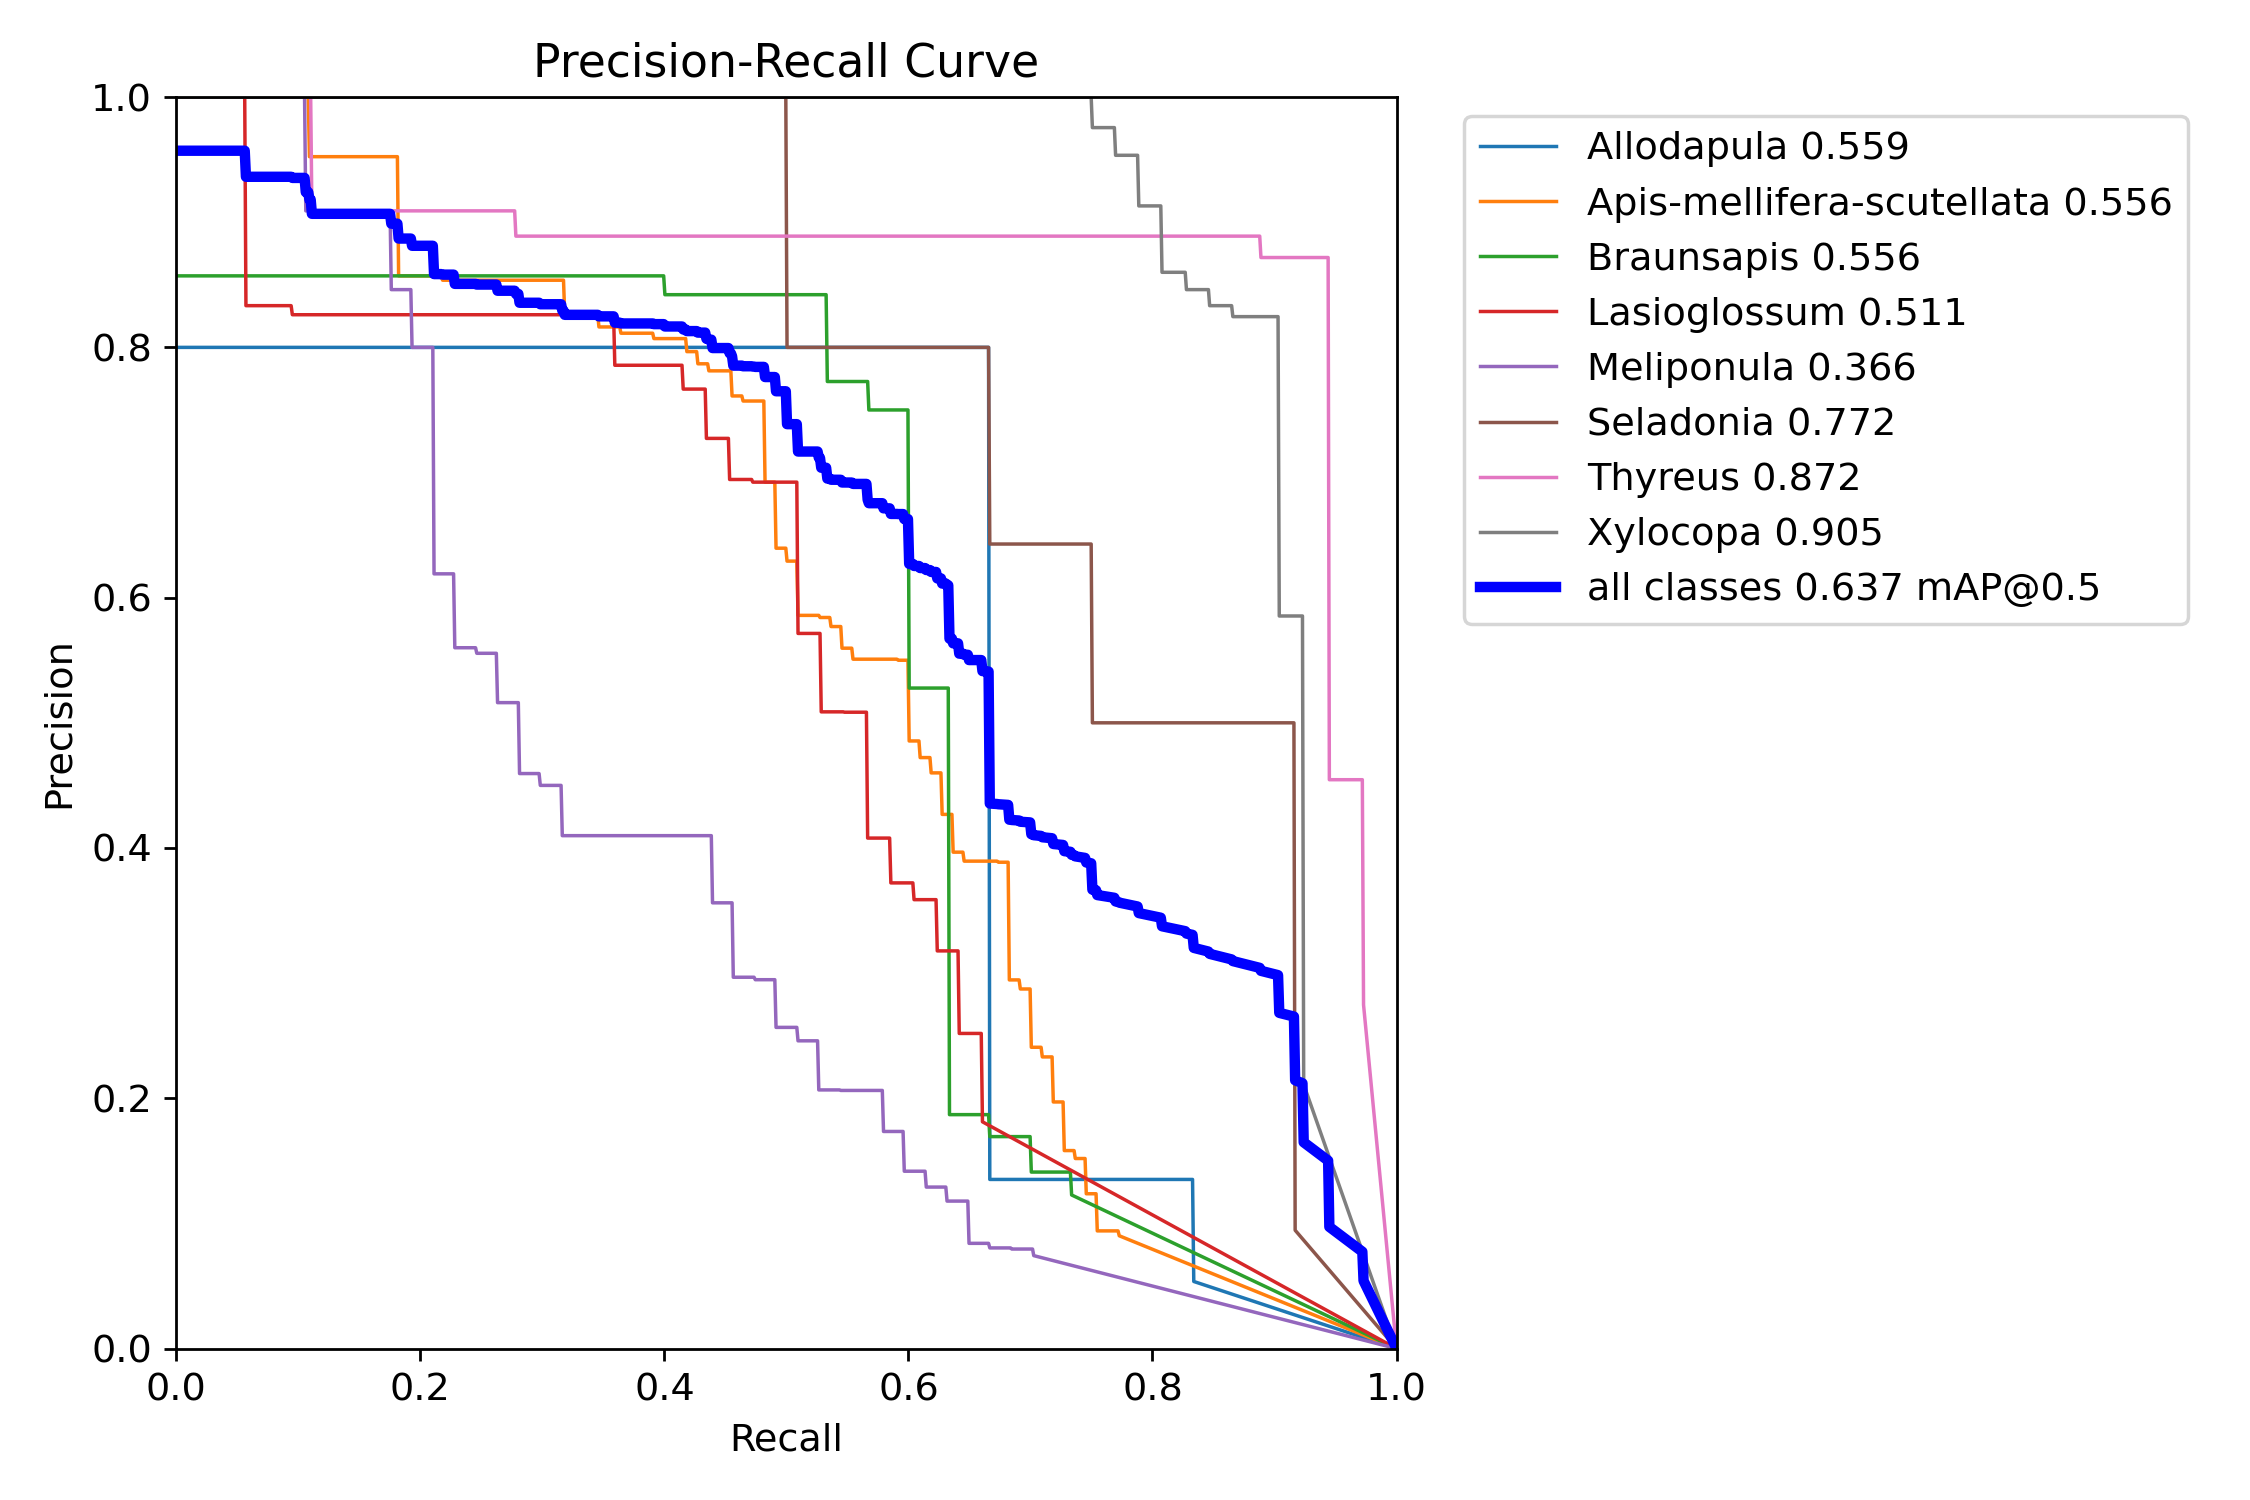 Precision-Recall Curve
1.0
0.8
0.6
0.4
0.2
0.0
Precision
0.0 0.2 0.4 0.6 0.8 1.0
Recall
Allodapula 0.559
Apis-mellifera-scutellata 0.556
Braunsapis 0.556
Lasioglossum 0.511
Meliponula 0.366
Seladonia 0.772
Thyreus 0.872
Xylocopa 0.905
all classes 0.637 mAP@0.5